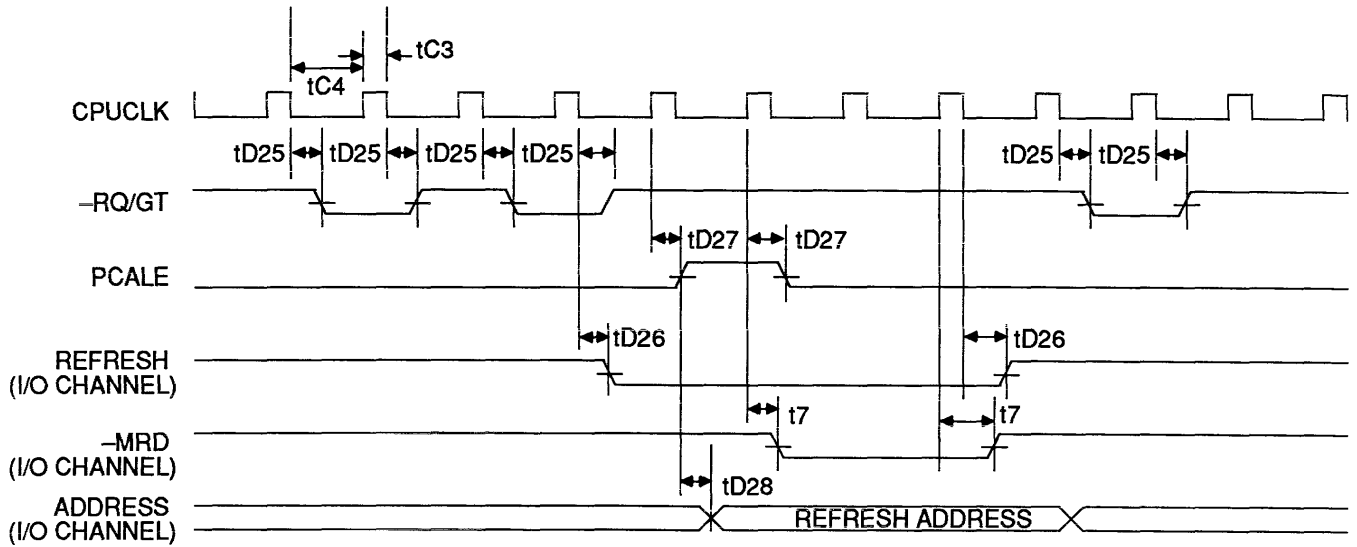 tC3
tC4
CPUCLK
tD25 tD25 tD25 tD25 tD25 tD25
–RQ/GT
tD27 tD27
PCALE
tD26 tD26
REFRESH
(I/O CHANNEL)
t7 t7
–MRD
(I/O CHANNEL)
tD28
ADDRESS
(I/O CHANNEL)
REFRESH ADDRESS